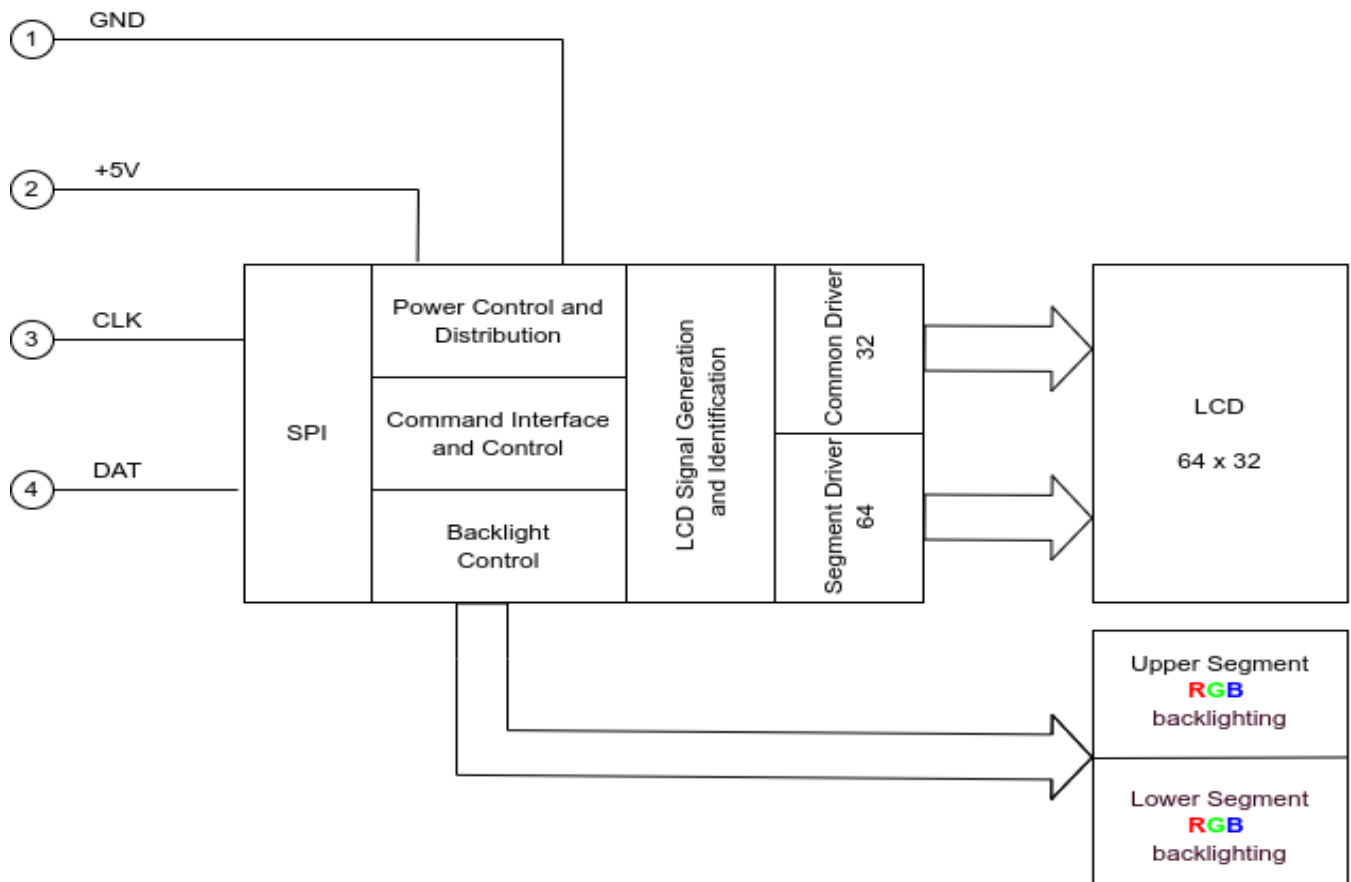 GND
1
+5V
2
CLK
3
DAT
4
SPI
Power Control and
Distribution
Command Interface
and Control
Backlight
Control
LCD Signal Generation
and Identification
Common Driver
32
Segment Driver
64
LCD
64 x 32
Upper Segment
RGB
backlighting
Lower Segment
RGB
backlighting